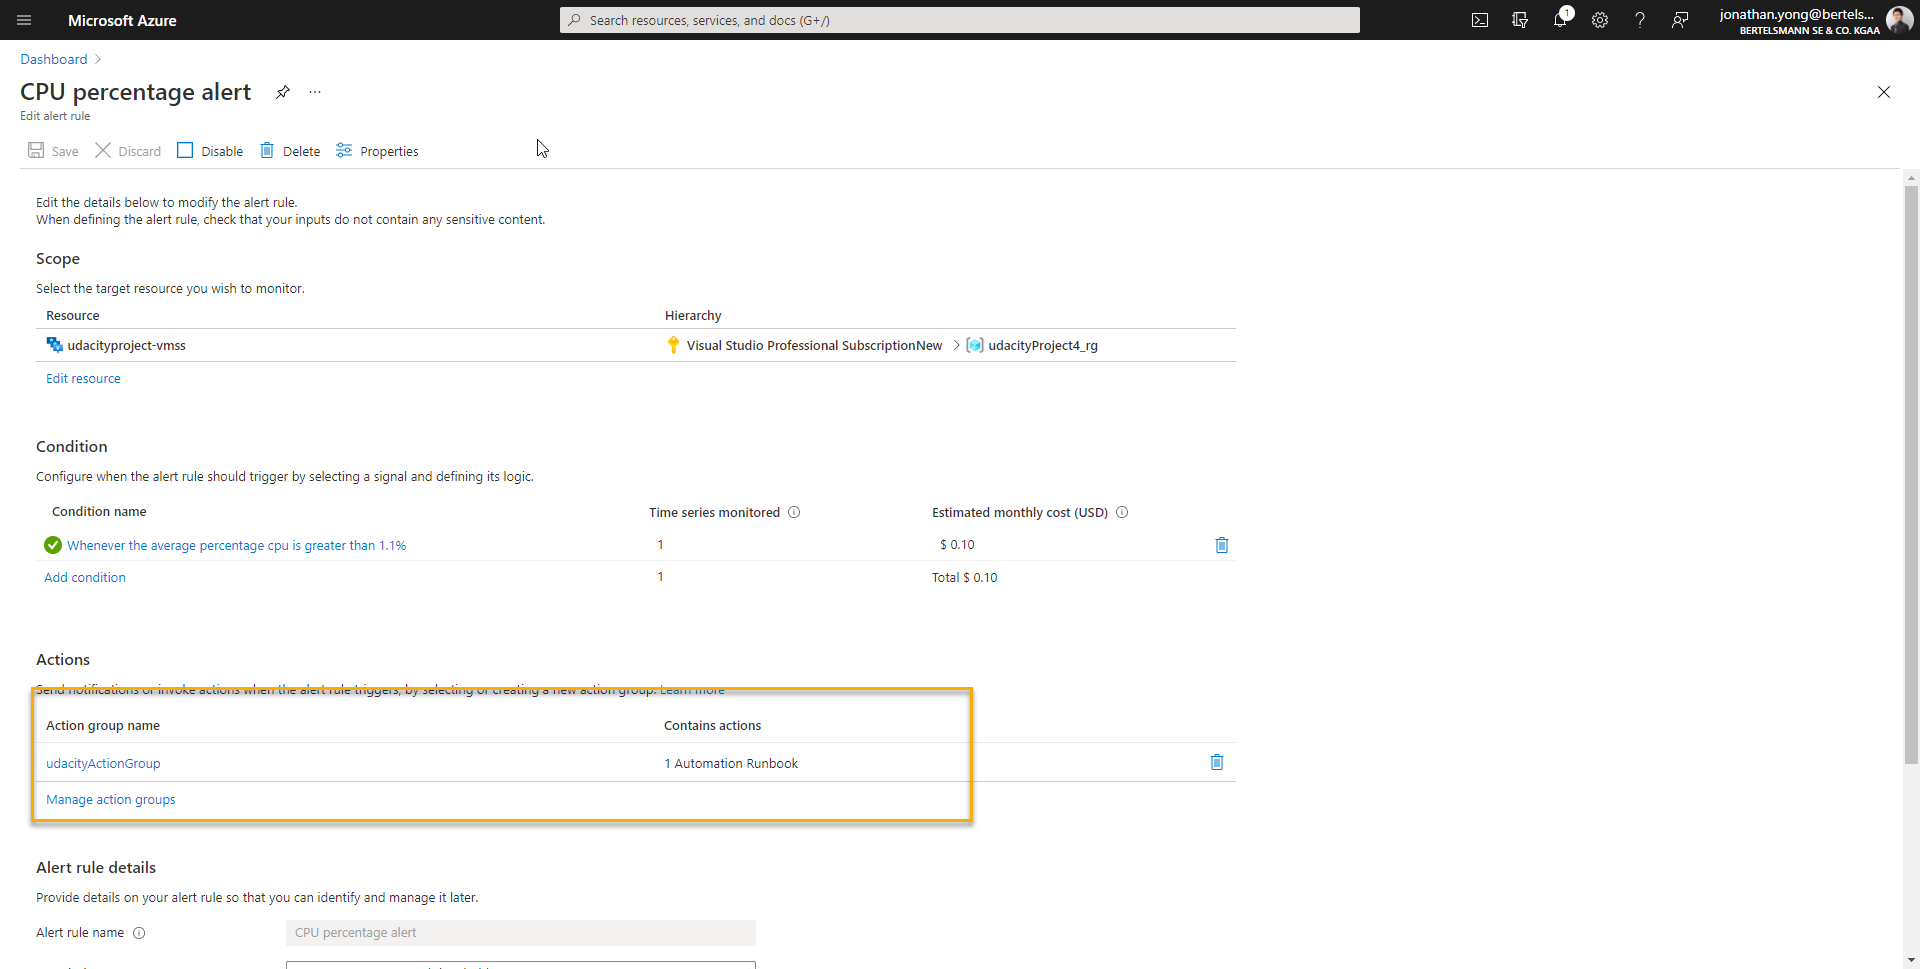 Microsoft Azure
Search resources, services, and docs (G+/)
1
jonathan.yong@bertels...
BERTELSMANN SE & CO. KGAA
Dashboard
CPU percentage alert
Edit alert rule
Save Discard Disable Delete Properties
Edit the details below to modify the alert rule.
When defining the alert rule, check that your inputs do not contain any sensitive content.
Scope
Select the target resource you wish to monitor.
Resource Hierarchy
udacityproject-vmss Visual Studio Professional SubscriptionNew > udacityProject4_rg
Edit resource
Condition
Configure when the alert rule should trigger by selecting a signal and defining its logic.
Condition name Time series monitored Estimated monthly cost (USD)
Whenever the average percentage cpu is greater than 1.1% 1 $ 0.10
Add condition 1 Total $ 0.10
Actions
Send notifications or invoke actions when the alert rule triggers, by selecting or creating a new action group. Learn more
Action group name Contains actions
udacityActionGroup 1 Automation Runbook
Manage action groups
Alert rule details
Provide details on your alert rule so that you can identify and manage it later.
Alert rule name CPU percentage alert